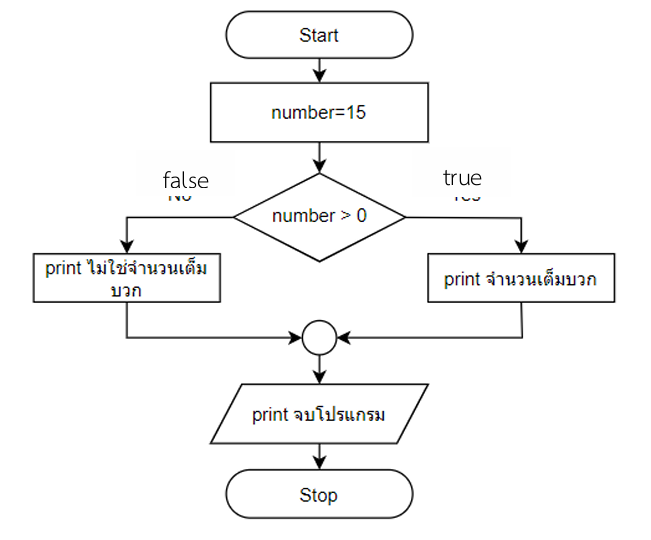 Start
number=15
false
true
number > 0
print ไม่ใช่จำนวนเต็ม
บวก
print จำนวนเต็มบวก
print จบโปรแกรม
Stop